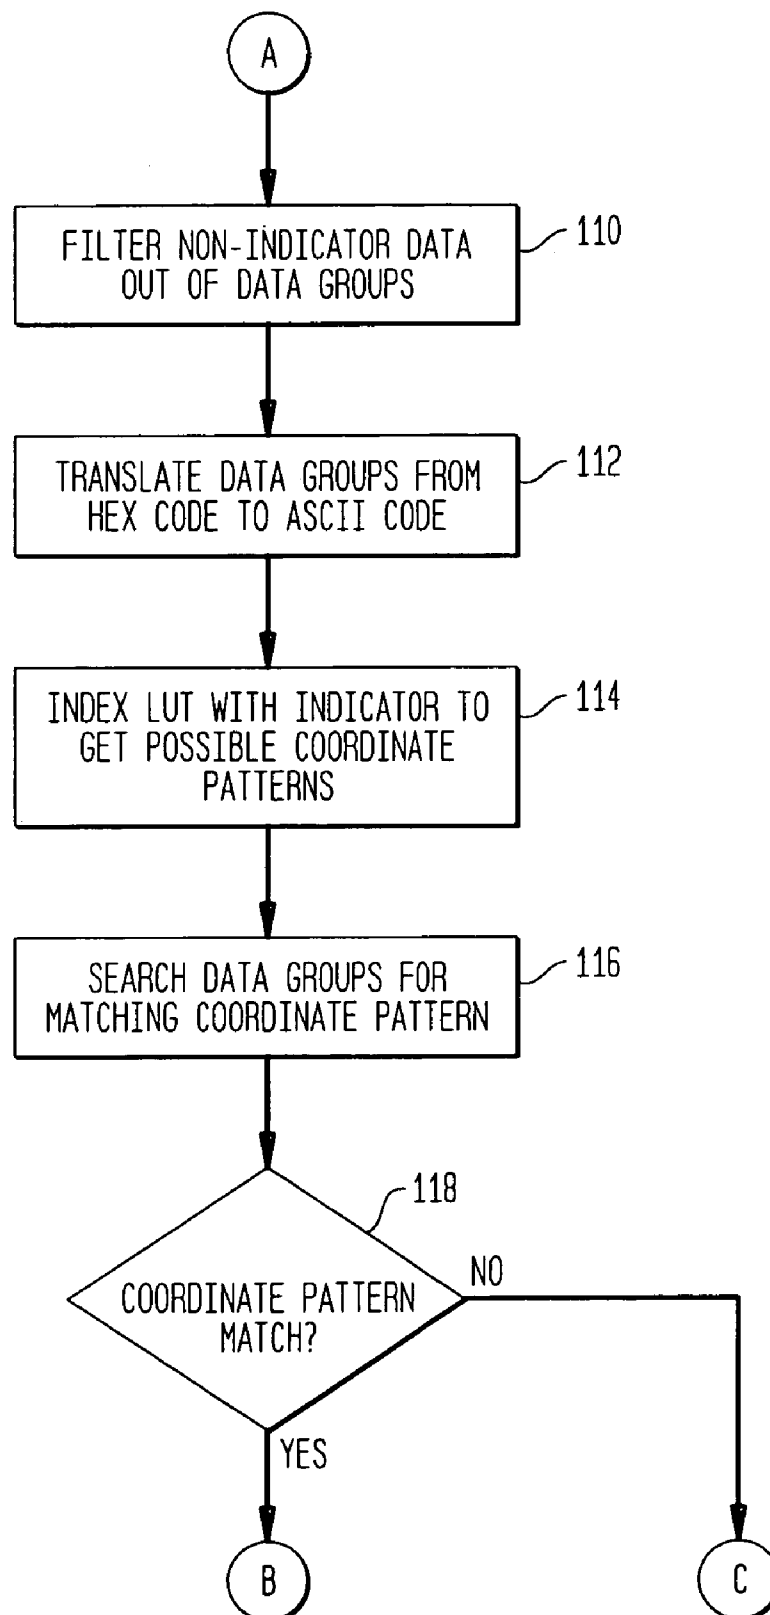 A
FILTER NON-INDICATOR DATA
OUT OF DATA GROUPS
110
TRANSLATE DATA GROUPS FROM
HEX CODE TO ASCII CODE
112
INDEX LUT WITH INDICATOR TO
GET POSSIBLE COORDINATE
PATTERNS
114
SEARCH DATA GROUPS FOR
MATCHING COORDINATE PATTERN
116
118
COORDINATE PATTERN
MATCH?
NO
YES
B
C